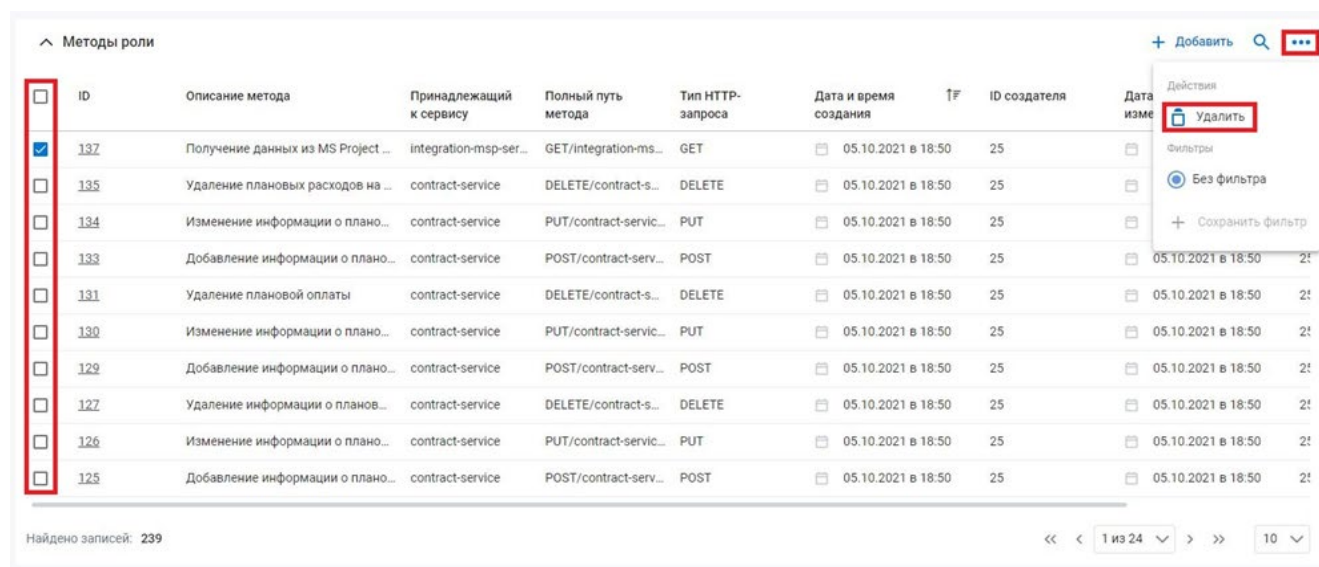 Методы роли
+ Добавить
Действия
Удалить
Фильтры
Без фильтра
+ Сохранить фильтр
ID Описание метода Принадлежащий Полный путь Тип HTTP- Дата и время ID создателя Дата
к сервису метода запроса создания изме
137 Получение данных из MS Project ... integration-msp-ser... GET/integration-ms... GET 05.10.2021 в 18:50 25
135 Удаление плановых расходов на ... contract-service DELETE/contract-s... DELETE 05.10.2021 в 18:50 25
134 Изменение информации о плано... contract-service PUT/contract-servic... PUT 05.10.2021 в 18:50 25
133 Добавление информации о плано... contract-service POST/contract-serv... POST 05.10.2021 в 18:50 25 05.10.2021 в 18:50
131 Удаление плановой оплаты contract-service DELETE/contract-s... DELETE 05.10.2021 в 18:50 25 05.10.2021 в 18:50
130 Изменение информации о плано... contract-service PUT/contract-servic... PUT 05.10.2021 в 18:50 25 05.10.2021 в 18:50
129 Добавление информации о плано... contract-service POST/contract-serv... POST 05.10.2021 в 18:50 25 05.10.2021 в 18:50
127 Удаление информации о планов... contract-service DELETE/contract-s... DELETE 05.10.2021 в 18:50 25 05.10.2021 в 18:50
126 Изменение информации о плано... contract-service PUT/contract-servic... PUT 05.10.2021 в 18:50 25 05.10.2021 в 18:50
125 Добавление информации о плано... contract-service POST/contract-serv... POST 05.10.2021 в 18:50 25 05.10.2021 в 18:50
Найдено записей: 239 << < 1 из 24 > >> 10